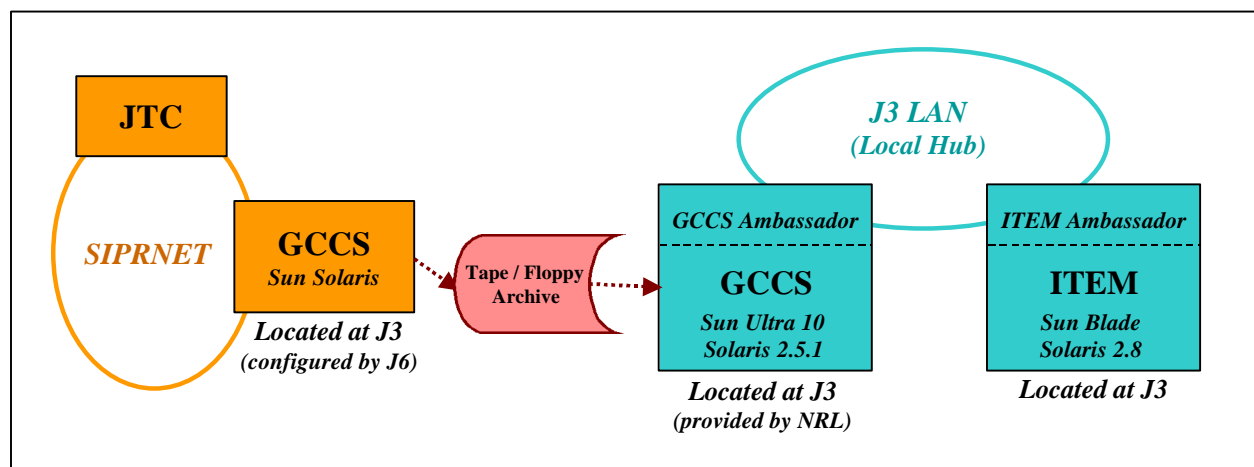 JTC
SIPRNET
GCCS
Sun Solaris
Located at J3
(configured by J6)
Tape / Floppy
Archive
J3 LAN
(Local Hub)
GCCS Ambassador
GCCS
Sun Ultra 10
Solaris 2.5.1
Located at J3
(provided by NRL)
ITEM Ambassador
ITEM
Sun Blade
Solaris 2.8
Located at J3